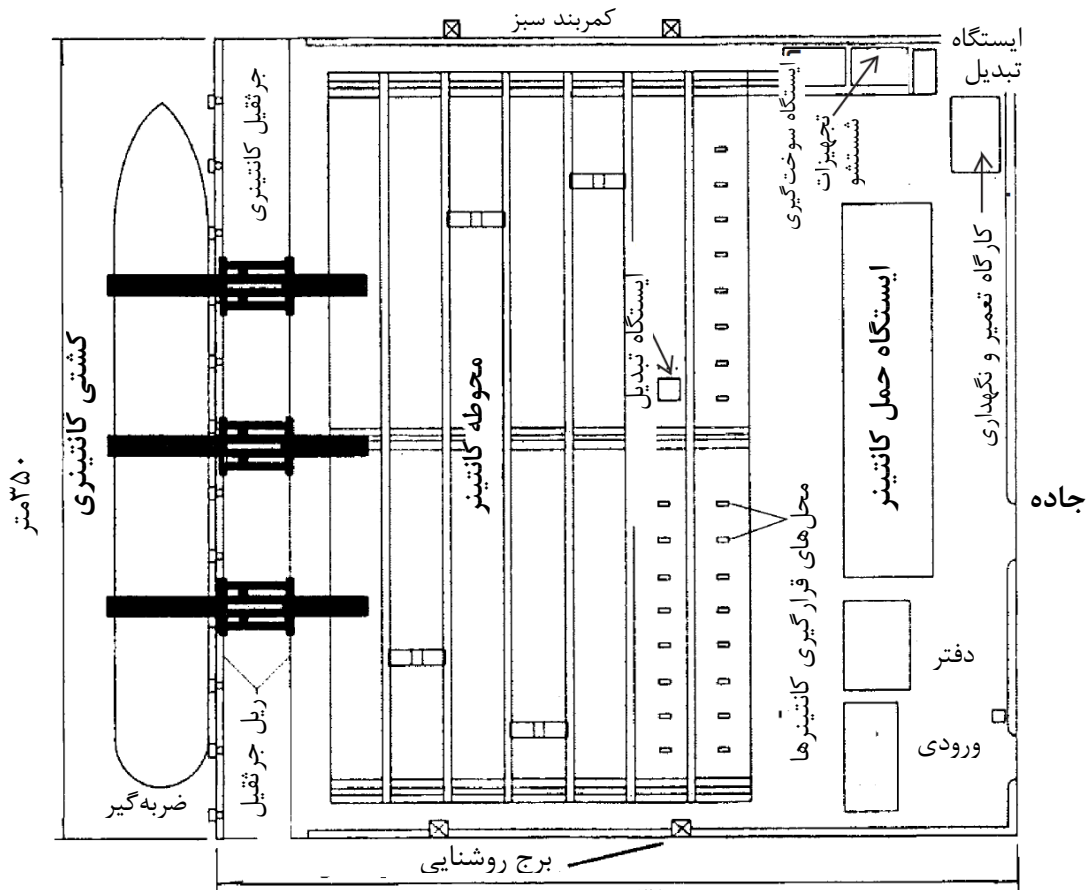 کمربند سبز
ایستگاه
تبدیل
جرثقیل کانتینری
ایستگاه سوخت‌گیری
تجهیزات
شستشو
کارگاه تعمیر و نگهداری
ایستگاه حمل کانتینر
ایستگاه تبدیل
محوطه کانتینر
کشتی کانتینری
۳۵۰متر
جاده
محل‌های قرارگیری کانتینرها
دفتر
ورودی
ریل جرثقیل
ضربه‌گیر
برج روشنایی